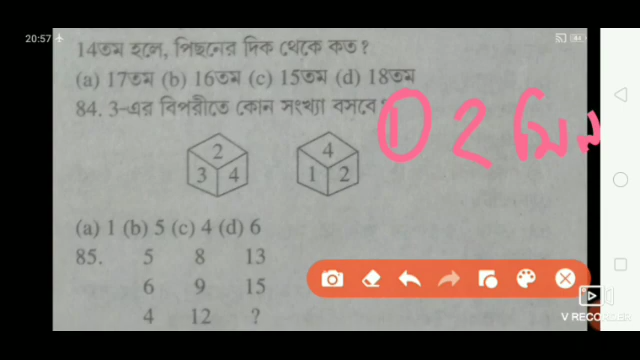 20:57
14তম হলে, পিছনের দিক থেকে কত?
(a) 17তম (b) 16তম (c) 15তম (d) 18তম
84. 3-এর বিপরীতে কোন সংখ্যা বসবে
① 2 মিন
2 3 4
4 1 2
(a) 1 (b) 5 (c) 4 (d) 6
85. 5 8 13
6 9 15
4 12 ?
V RECORDER